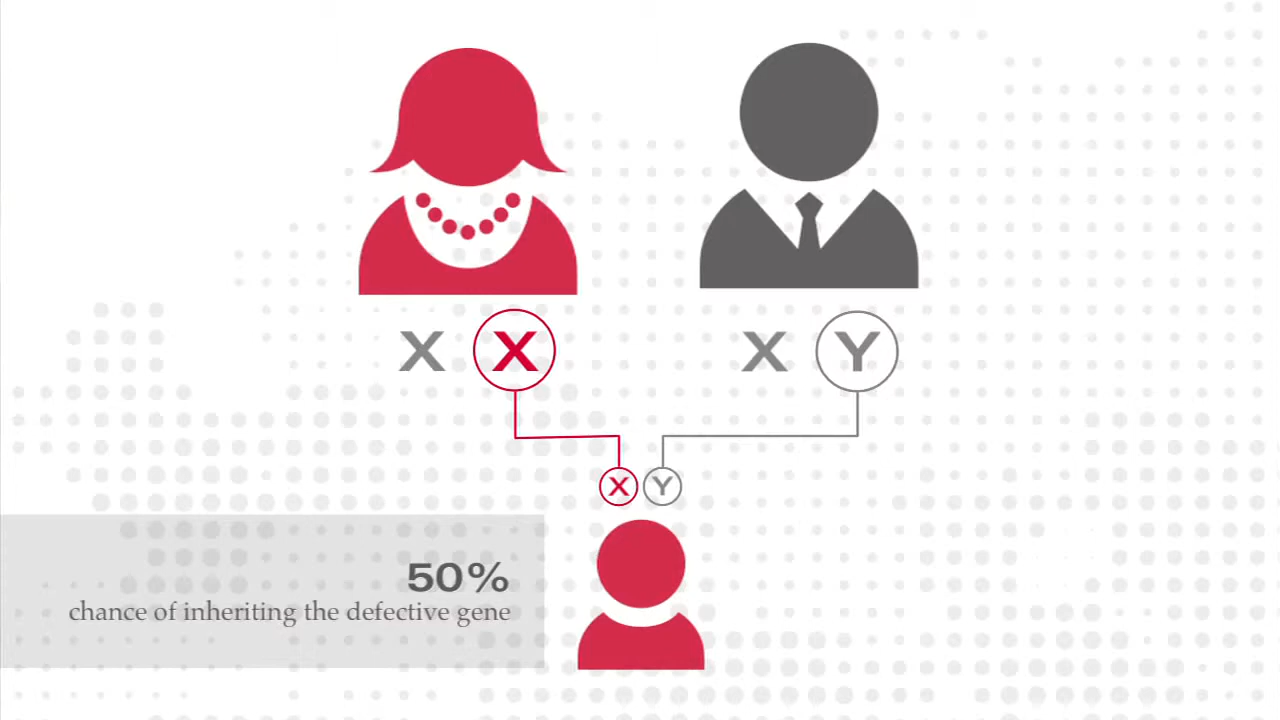 X X X Y
X Y
50%
chance of inheriting the defective gene